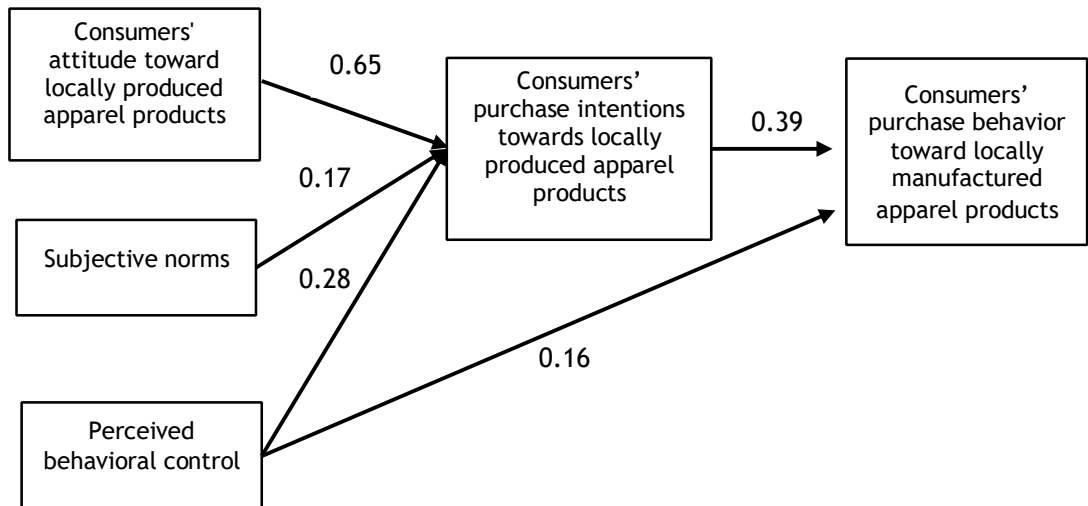 Consumers'
attitude toward
locally produced
apparel products
0.65
Consumers’
purchase intentions
towards locally
produced apparel
products
0.39
Consumers’
purchase behavior
toward locally
manufactured
apparel products
0.17
Subjective norms
0.28
0.16
Perceived
behavioral control